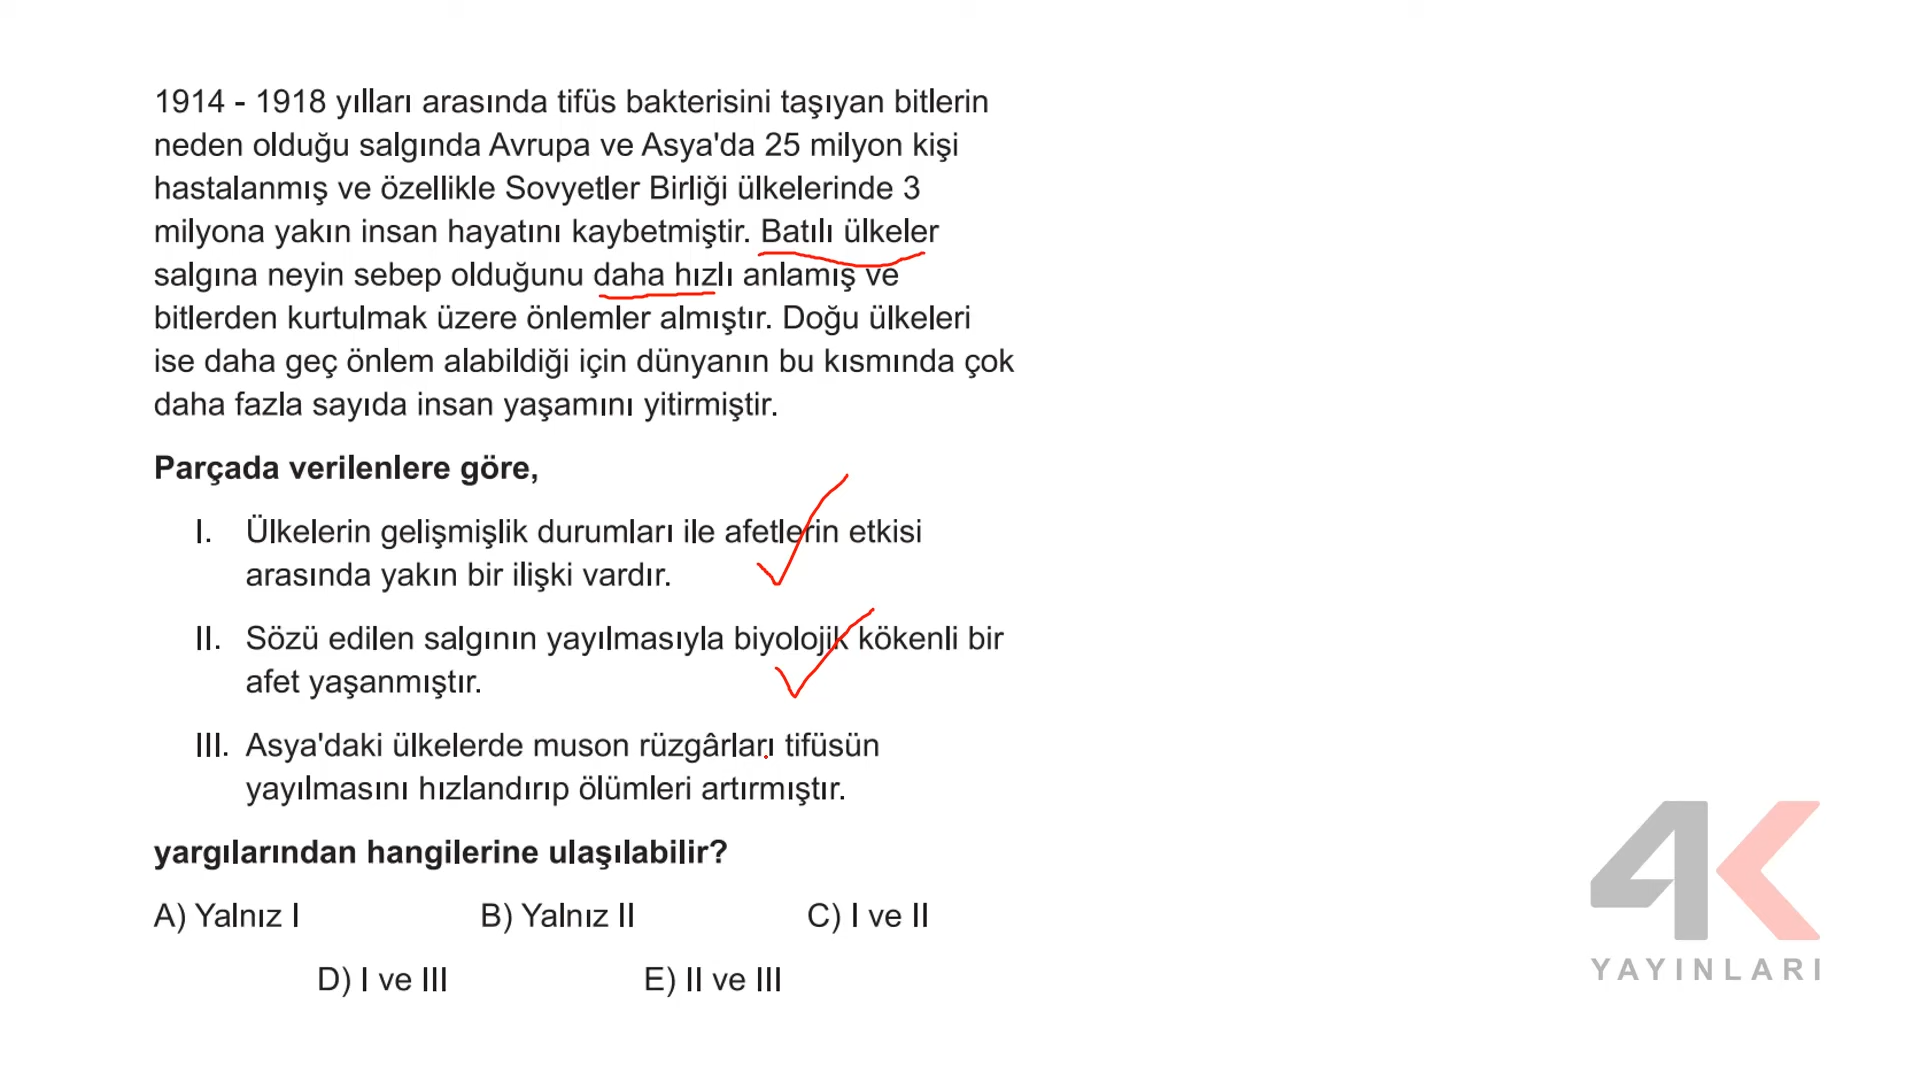 1914 - 1918 yılları arasında tifüs bakterisini taşıyan bitlerin
neden olduğu salgında Avrupa ve Asya'da 25 milyon kişi
hastalanmış ve özellikle Sovyetler Birliği ülkelerinde 3
milyona yakın insan hayatını kaybetmiştir. Batılı ülkeler
salgına neyin sebep olduğunu daha hızlı anlamış ve
bitlerden kurtulmak üzere önlemler almıştır. Doğu ülkeleri
ise daha geç önlem alabildiği için dünyanın bu kısmında çok
daha fazla sayıda insan yaşamını yitirmiştir.
Parçada verilenlere göre,
I. Ülkelerin gelişmişlik durumları ile afetlerin etkisi
arasında yakın bir ilişki vardır.
II. Sözü edilen salgının yayılmasıyla biyolojik kökenli bir
afet yaşanmıştır.
III. Asya'daki ülkelerde muson rüzgârları tifüsün
yayılmasını hızlandırıp ölümleri artırmıştır.
yargılarından hangilerine ulaşılabilir?
A) Yalnız I B) Yalnız II C) I ve II
D) I ve III E) II ve III
4K
YAYINLARI